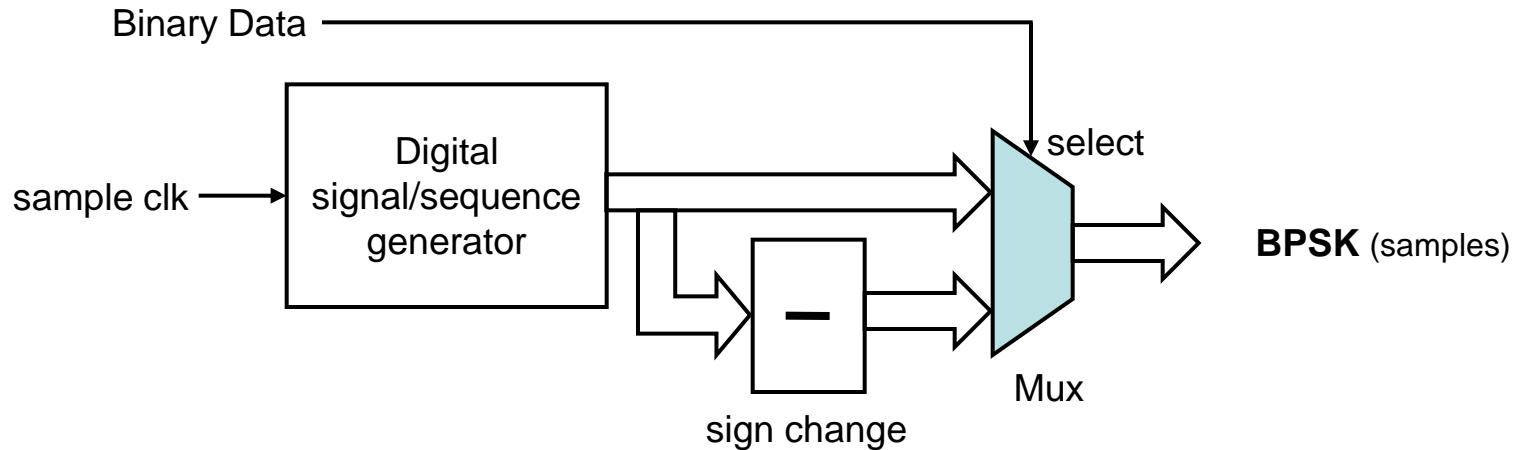 Binary Data
select
Digital
signal/sequence
generator
sample clk
BPSK (samples)
Mux
sign change